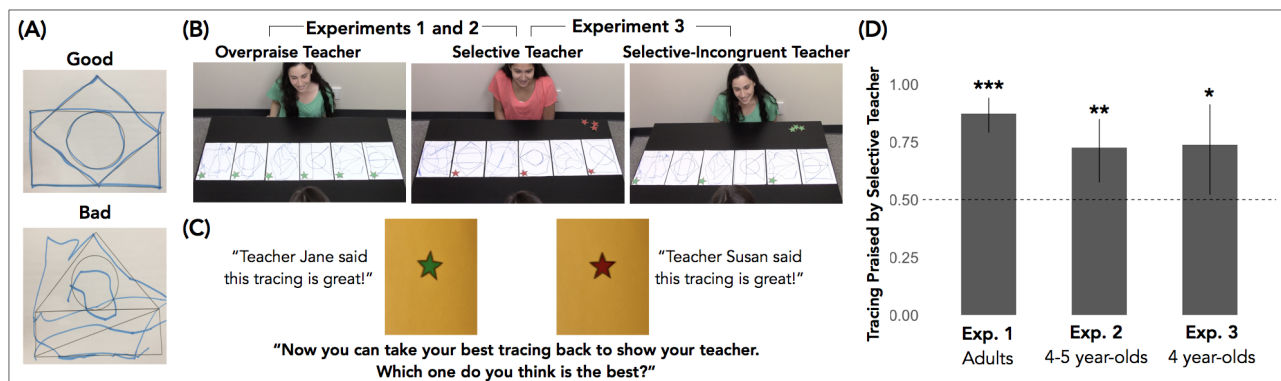 (A)
Good
Bad
(B)
Experiments 1 and 2
Experiment 3
Overpraise Teacher
Selective Teacher
Selective-Incongruent Teacher
(C)
“Teacher Jane said
this tracing is great!”
“Teacher Susan said
this tracing is great!”
“Now you can take your best tracing back to show your teacher.
Which one do you think is the best?”
(D)
Tracing Praised by Selective Teacher
1.00
0.75
0.50
0.25
0.00
***
**
*
Exp. 1
Adults
Exp. 2
4-5 year-olds
Exp. 3
4 year-olds